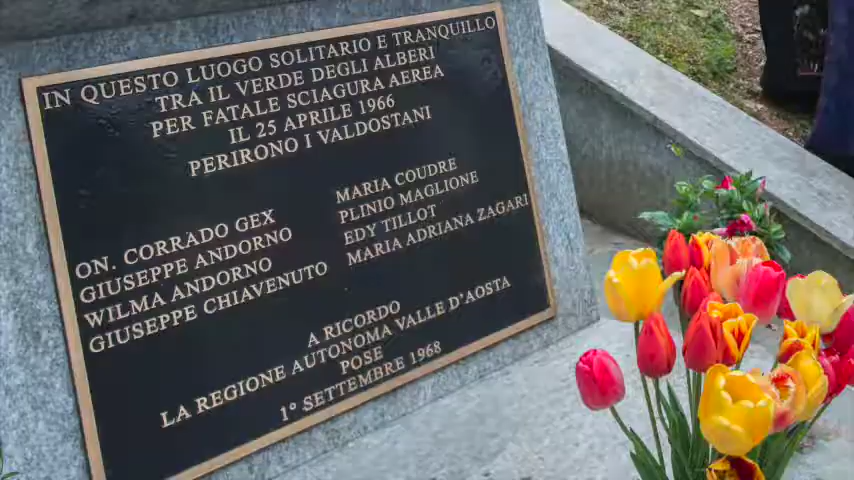 IN QUESTO LUOGO SOLITARIO E TRANQUILLO
TRA IL VERDE DEGLI ALBERI
PER FATALE SCIAGURA AEREA
IL 25 APRILE 1966
PERIRONO I VALDOSTANI
ON. CORRADO GEX
GIUSEPPE ANDORNO
WILMA ANDORNO
GIUSEPPE CHIAVENUTO
MARIA COUDRE
PLINIO MAGLIONE
EDY TILLOT
MARIA ADRIANA ZAGARI
A RICORDO
LA REGIONE AUTONOMA VALLE D'AOSTA
POSE
1° SETTEMBRE 1968